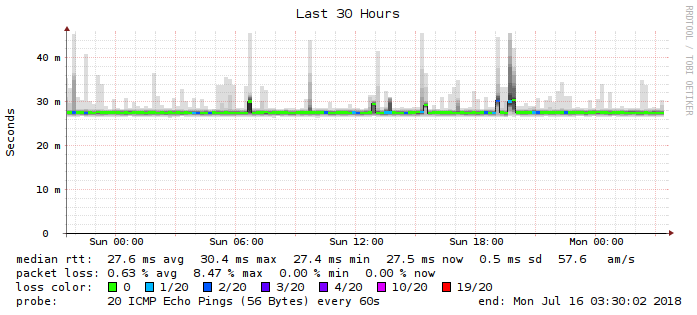 Last 30 Hours
RRDTOOL / TOBI OETIKER
Seconds
40 m
30 m
20 m
10 m
0
Sun 00:00 Sun 06:00 Sun 12:00 Sun 18:00 Mon 00:00
median rtt: 27.6 ms avg 30.4 ms max 27.4 ms min 27.5 ms now 0.5 ms sd 57.6 am/s
packet loss: 0.63 % avg 8.47 % max 0.00 % min 0.00 % now
loss color: 0 1/20 2/20 3/20 4/20 10/20 19/20
probe: 20 ICMP Echo Pings (56 Bytes) every 60s end: Mon Jul 16 03:30:02 2018